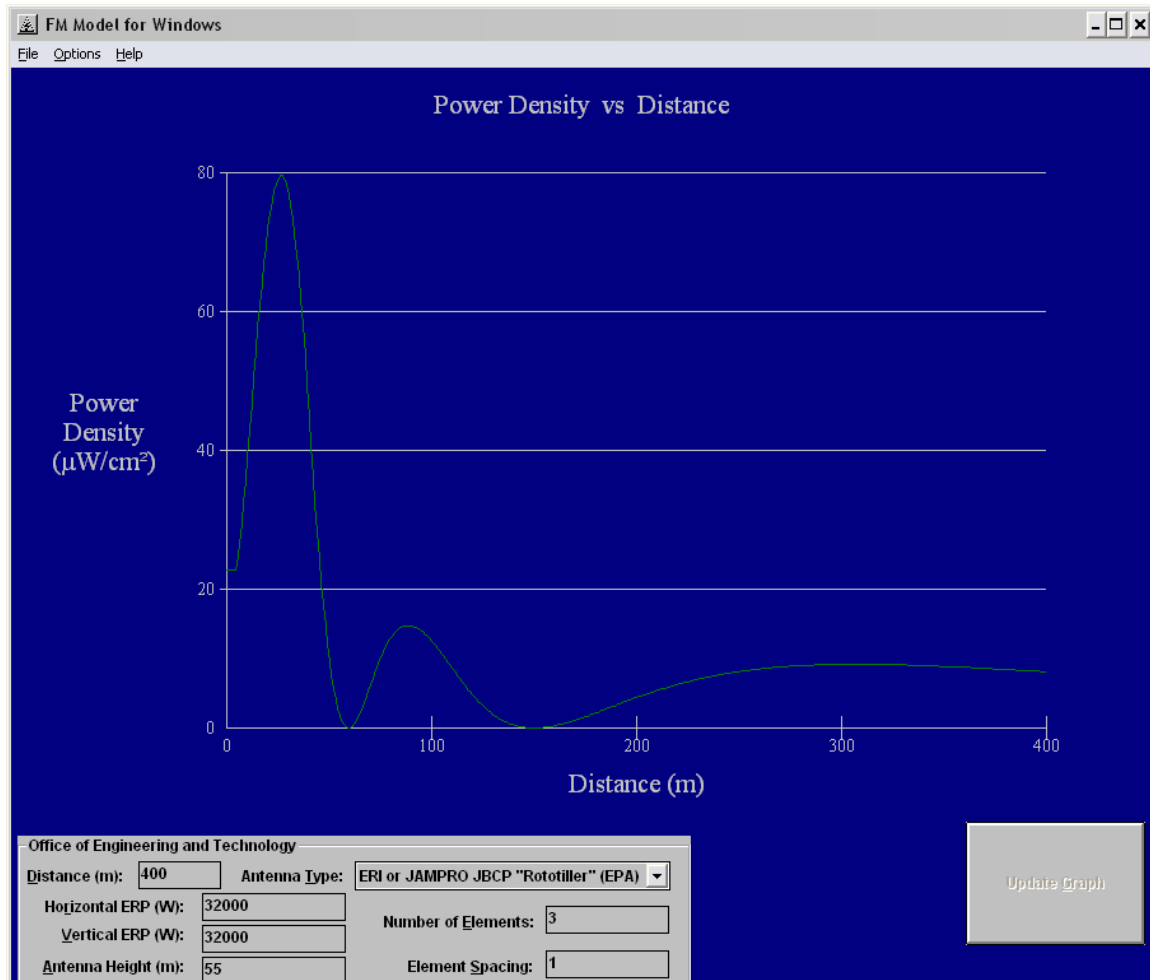 FM Model for Windows
File Options Help
Power Density vs Distance
80
60
40
20
0
Power
Density
(µW/cm²)
0 100 200 300 400
Distance (m)
Office of Engineering and Technology
Distance (m): 400 Antenna Type: ERI or JAMPRO JBCP "Rototiller" (EPA)
Horizontal ERP (W): 32000
Number of Elements: 3
Vertical ERP (W): 32000
Antenna Height (m): 55 Element Spacing: 1
Update Graph